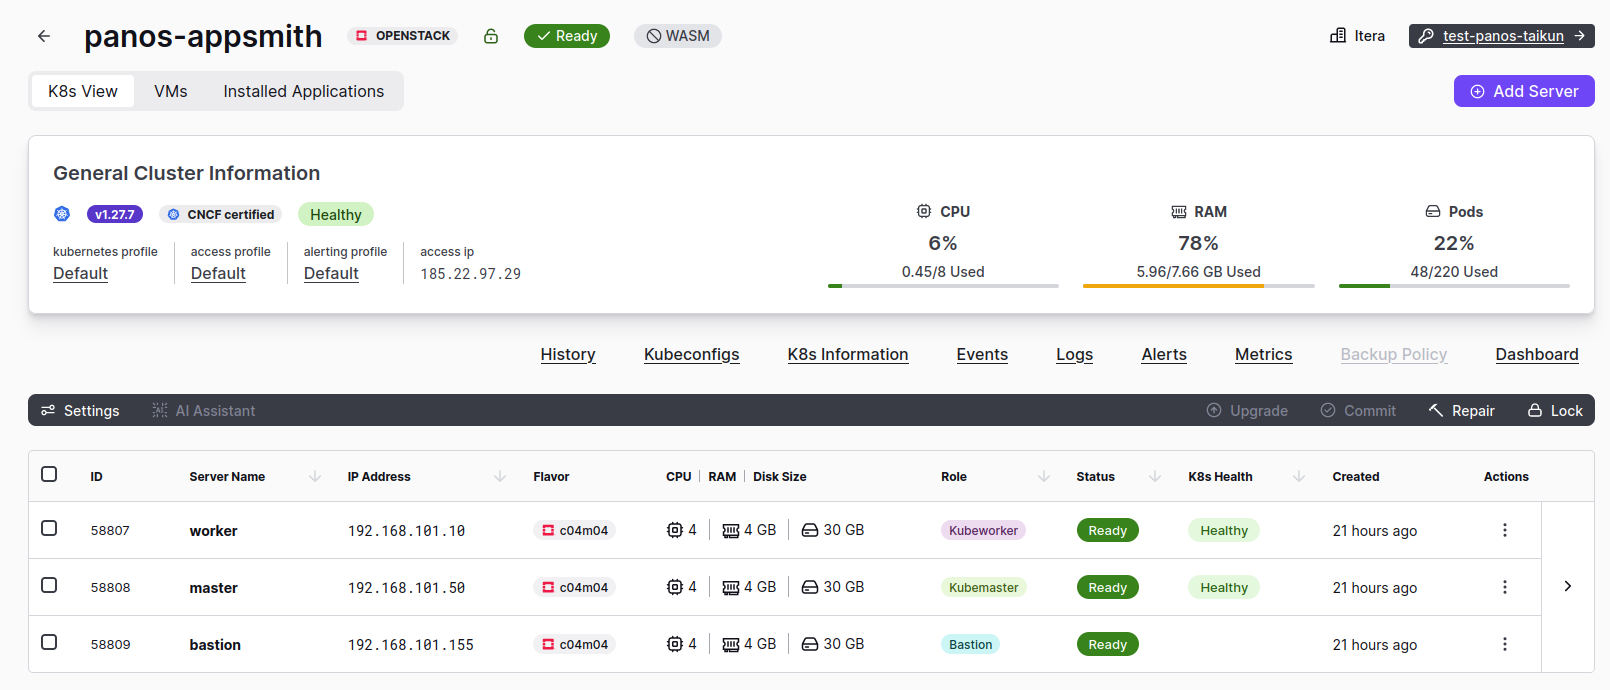 panos-appsmith OPENSTACK Ready WASM Itera test-panos-taikun
K8s View VMs Installed Applications Add Server
General Cluster Information
v1.27.7 CNCF certified Healthy
kubernetes profile access profile alerting profile access ip
Default Default Default 185.22.97.29
CPU RAM Pods
6% 78% 22%
0.45/8 Used 5.96/7.66 GB Used 48/220 Used
History Kubeconfigs K8s Information Events Logs Alerts Metrics Backup Policy Dashboard
Settings AI Assistant Upgrade Commit Repair Lock
ID Server Name IP Address Flavor CPU RAM Disk Size Role Status K8s Health Created Actions
58807 worker 192.168.101.10 c04m04 4 4 GB 30 GB Kubeworker Ready Healthy 21 hours ago
58808 master 192.168.101.50 c04m04 4 4 GB 30 GB Kubemaster Ready Healthy 21 hours ago
58809 bastion 192.168.101.155 c04m04 4 4 GB 30 GB Bastion Ready 21 hours ago